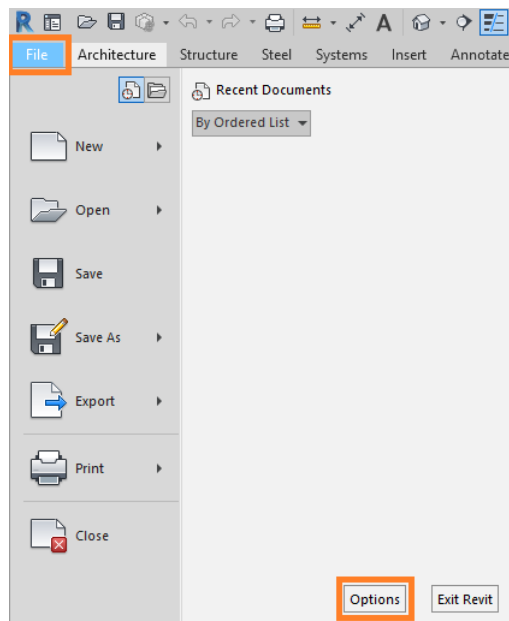 R A
File Architecture Structure Steel Systems Insert Annotate
Recent Documents
By Ordered List
New
Open
Save
Save As
Export
Print
Close
Options Exit Revit